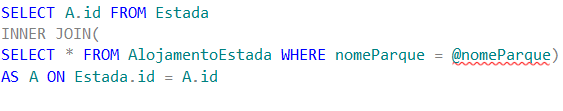 SELECT A.id FROM Estada
INNER JOIN(
SELECT * FROM AlojamentoEstada WHERE nomeParque = @nomeParque)
AS A ON Estada.id = A.id